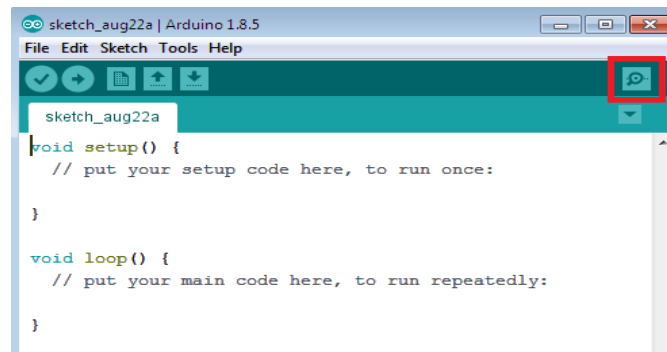 sketch_aug22a | Arduino 1.8.5
File Edit Sketch Tools Help
sketch_aug22a
void setup() {
  // put your setup code here, to run once:

}

void loop() {
  // put your main code here, to run repeatedly:

}